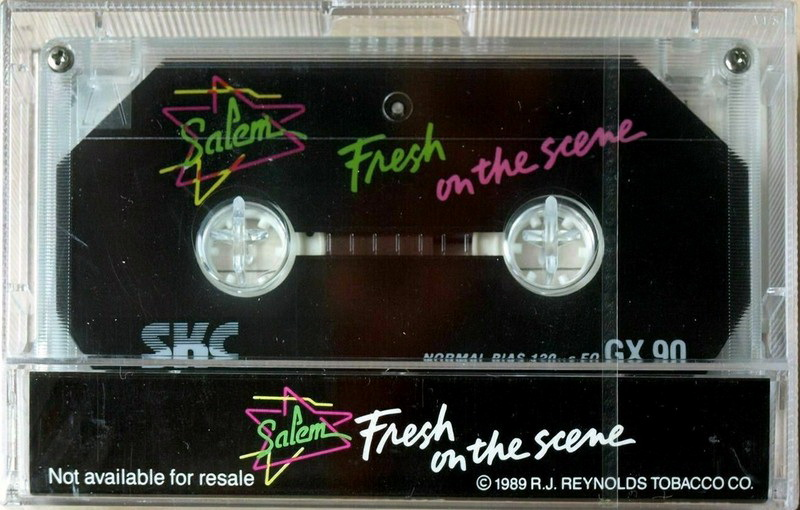 Salem
Fresh
on the scene
SKC
NORMAL BIAS 120μs EQ GX 90
Salem
Fresh
on the scene
Not available for resale
© 1989 R.J. REYNOLDS TOBACCO CO.